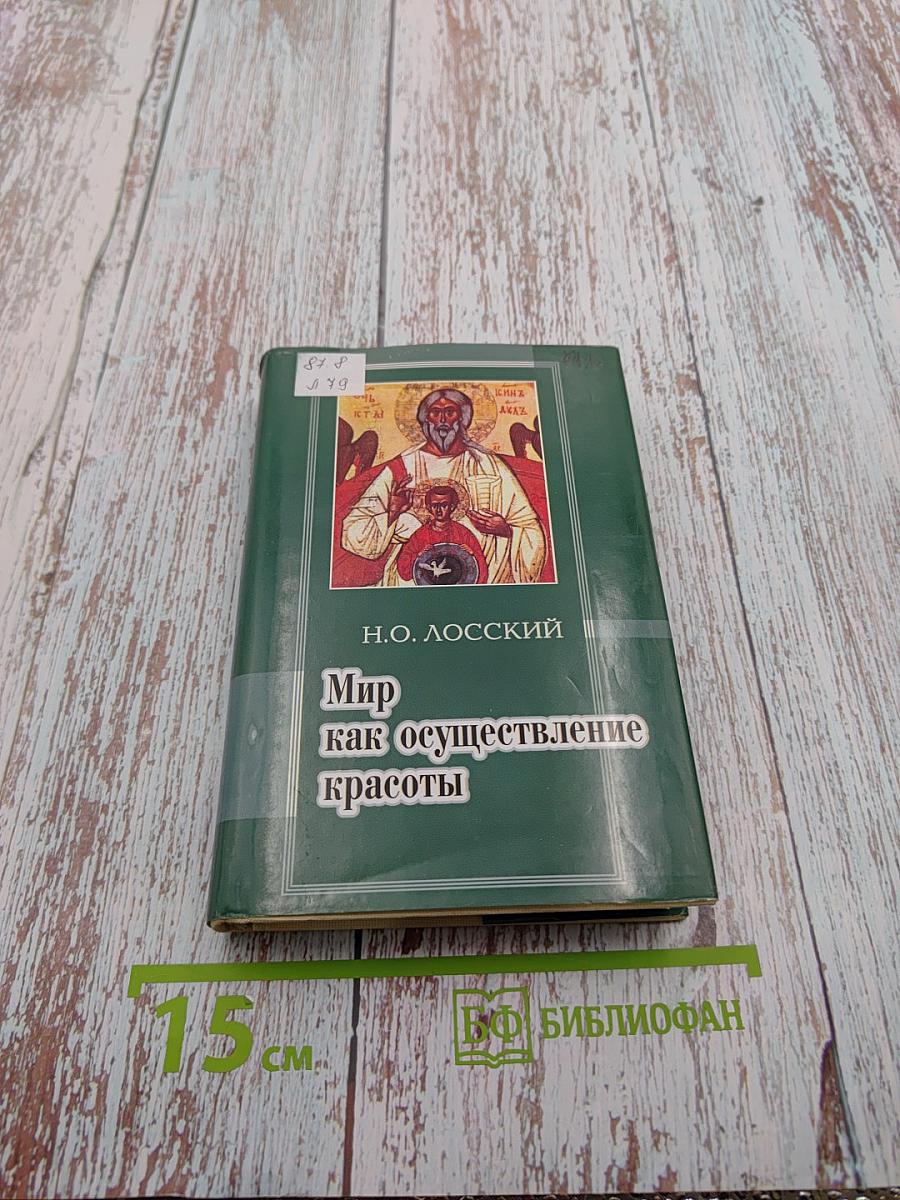 87.8
Л 79
Н.О. ЛОССКИЙ
Мир
как осуществление
красоты
15 см
БФ БИБЛИОФАН